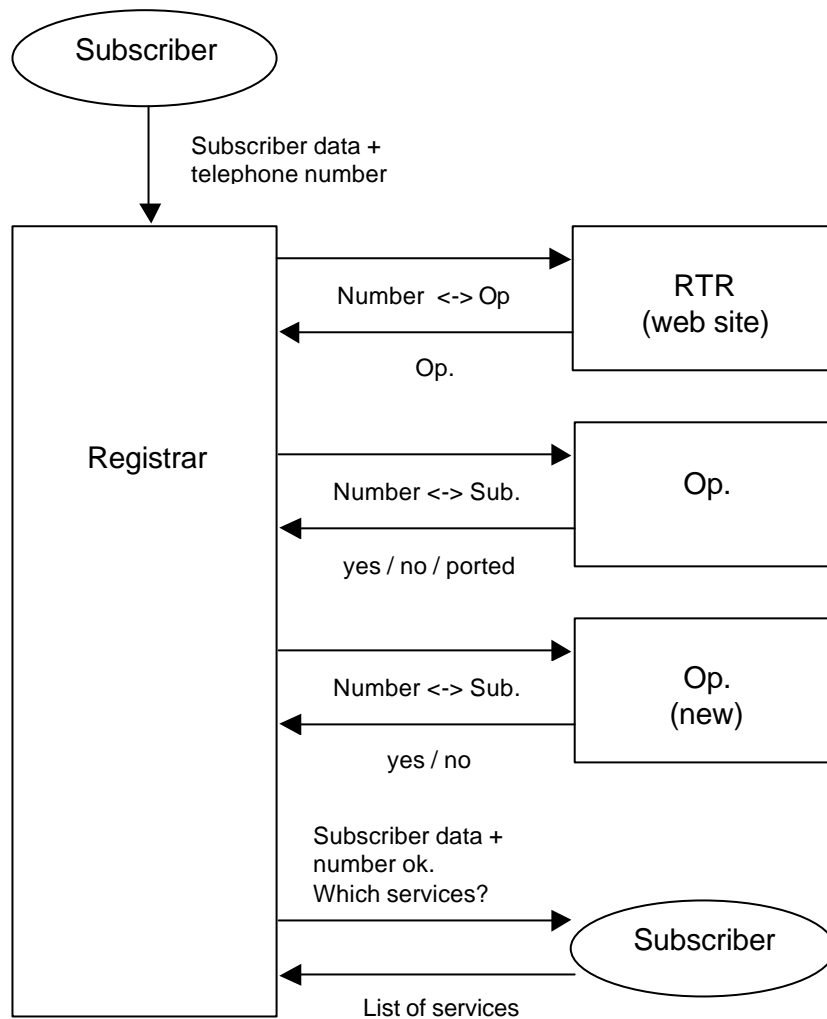 Subscriber
Subscriber data +
telephone number
RTR
(web site)
Number <-> Op
Op.
Registrar
Op.
Number <-> Sub.
yes / no / ported
Op.
(new)
Number <-> Sub.
yes / no
Subscriber data +
number ok.
Which services?
Subscriber
List of services